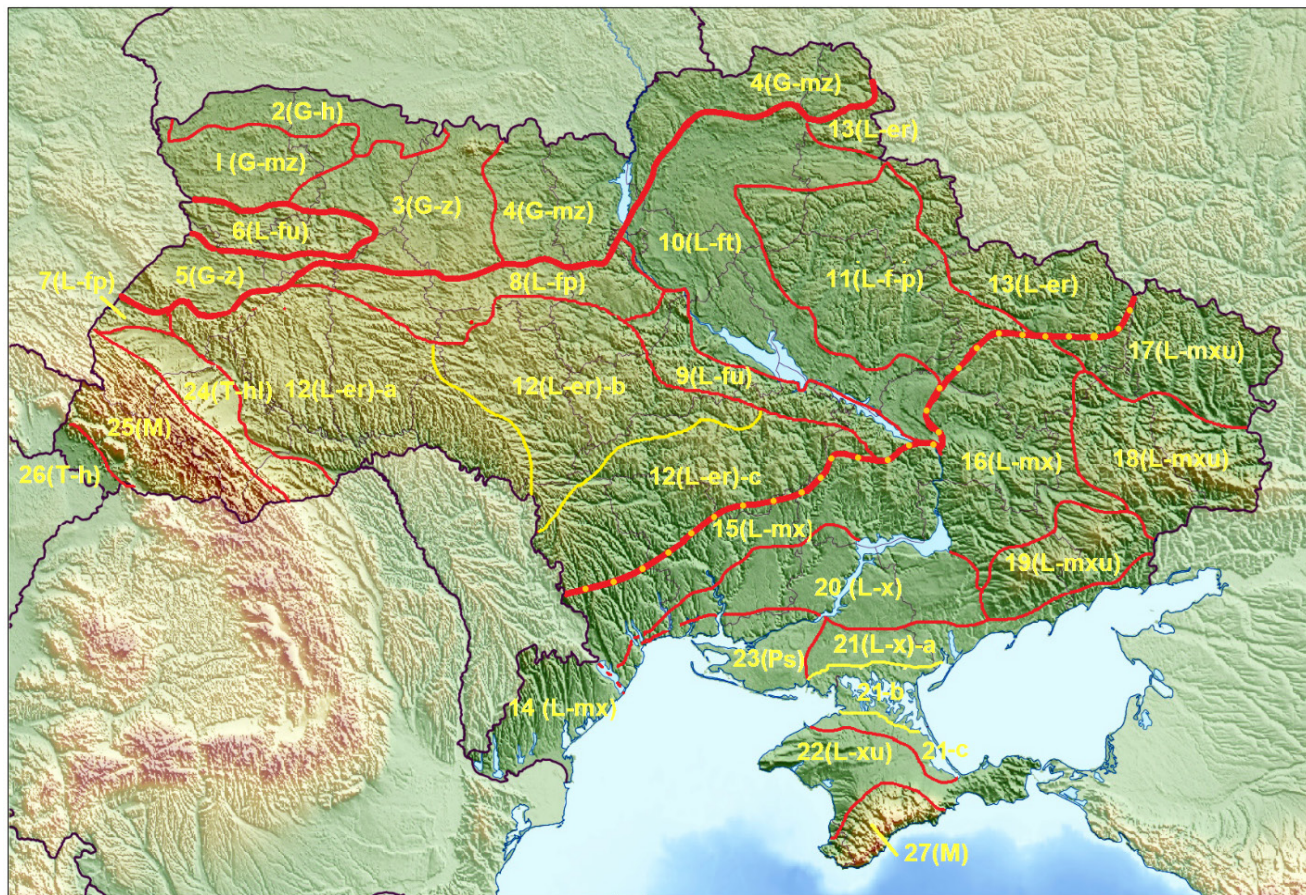 4(G-mz)
2(G-h)
13(L-er)
I (G-mz)
3(G-z)
4(G-mz)
6(L-fu)
10(L-ft)
5(G-z)
7(L-fp)
8(L-fp)
11(L-f-p)
13(L-er)
17(L-mxu)
9(L-fu)
24(T-hl)
12(L-er)-a
12(L-er)-b
25(M)
26(T-h)
12(L-er)-c
16(L-mx)
18(L-mxu)
15(L-mx)
19(L-mxu)
20 (L-x)
21(L-x)-a
23(Ps)
21-b
14 (L-mx)
22(L-xu)
21-c
27(M)